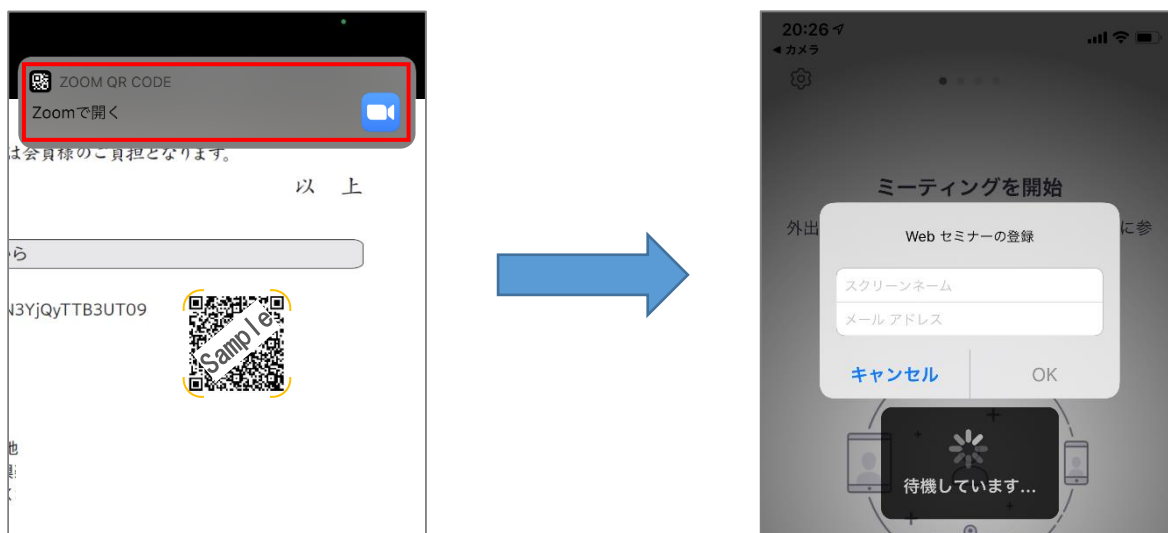 ZOOM QR CODE
Zoomで開く
は会員様のご負担となります。
以 上
から
N3YjQyTTB3UT09
Sample
20:26
カメラ
ミーティングを開始
外出
に参
Web セミナーの登録
スクリーンネーム
メール アドレス
キャンセル
OK
待機しています...